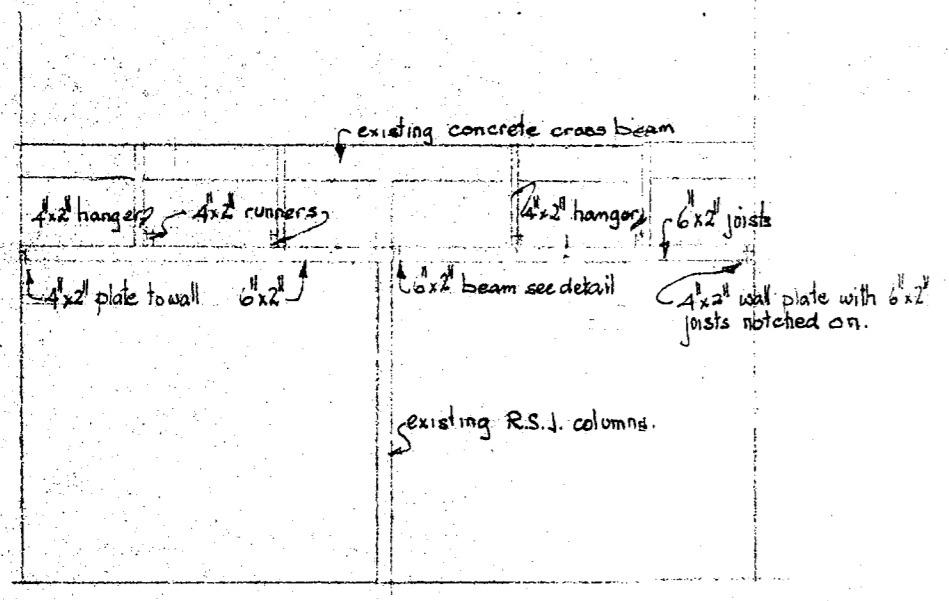 existing concrete cross beam
4"x2" hanger
4"x2" runners
4"x2" hanger
6"x2" joists
4"x2" plate to wall
6"x2"
6"x2" beam see detail
4"x2" wall plate with 6"x2"
joists notched on.
existing R.S.J. columns.